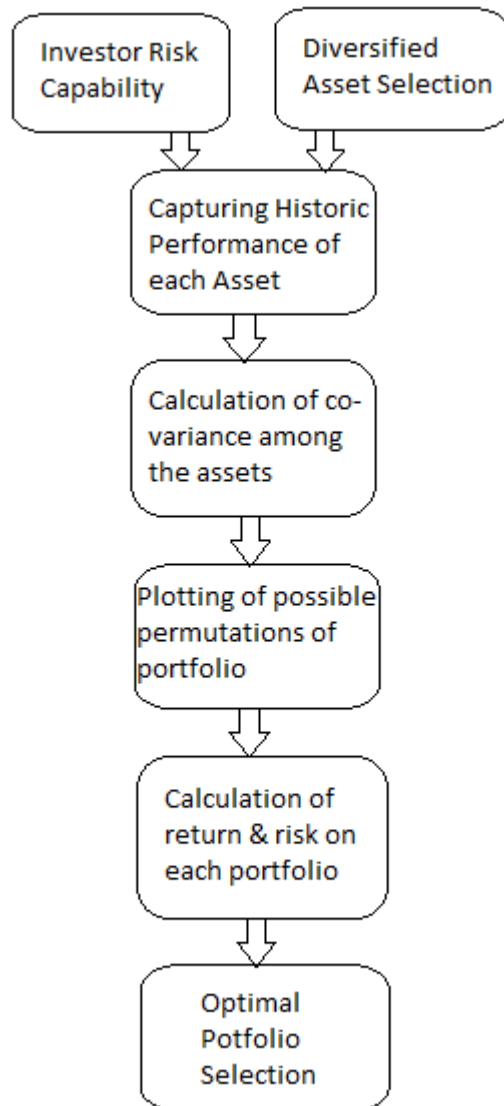 Investor Risk
Capability
Diversified
Asset Selection
Capturing Historic
Performance of
each Asset
Calculation of co-
variance among
the assets
Plotting of possible
permutations of
portfolio
Calculation of
return & risk on
each portfolio
Optimal
Potfolio
Selection